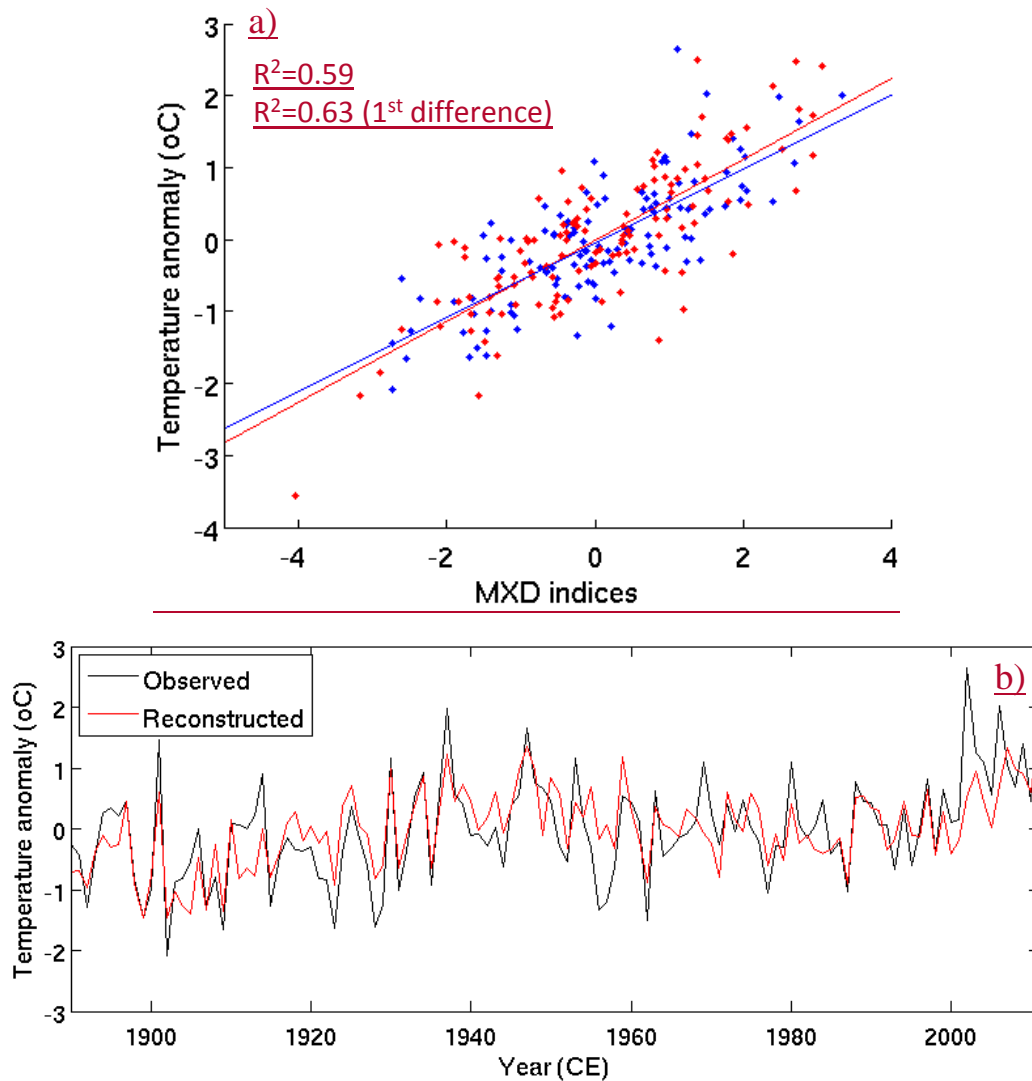 a)
R²=0.59
R²=0.63 (1st difference)
3
2
1
0
-1
-2
-3
-4
Temperature anomaly (oC)
-4
-2
0
2
4
MXD indices
b)
Observed
Reconstructed
3
2
1
0
-1
-2
-3
Temperature anomaly (oC)
1900
1920
1940
1960
1980
2000
Year (CE)